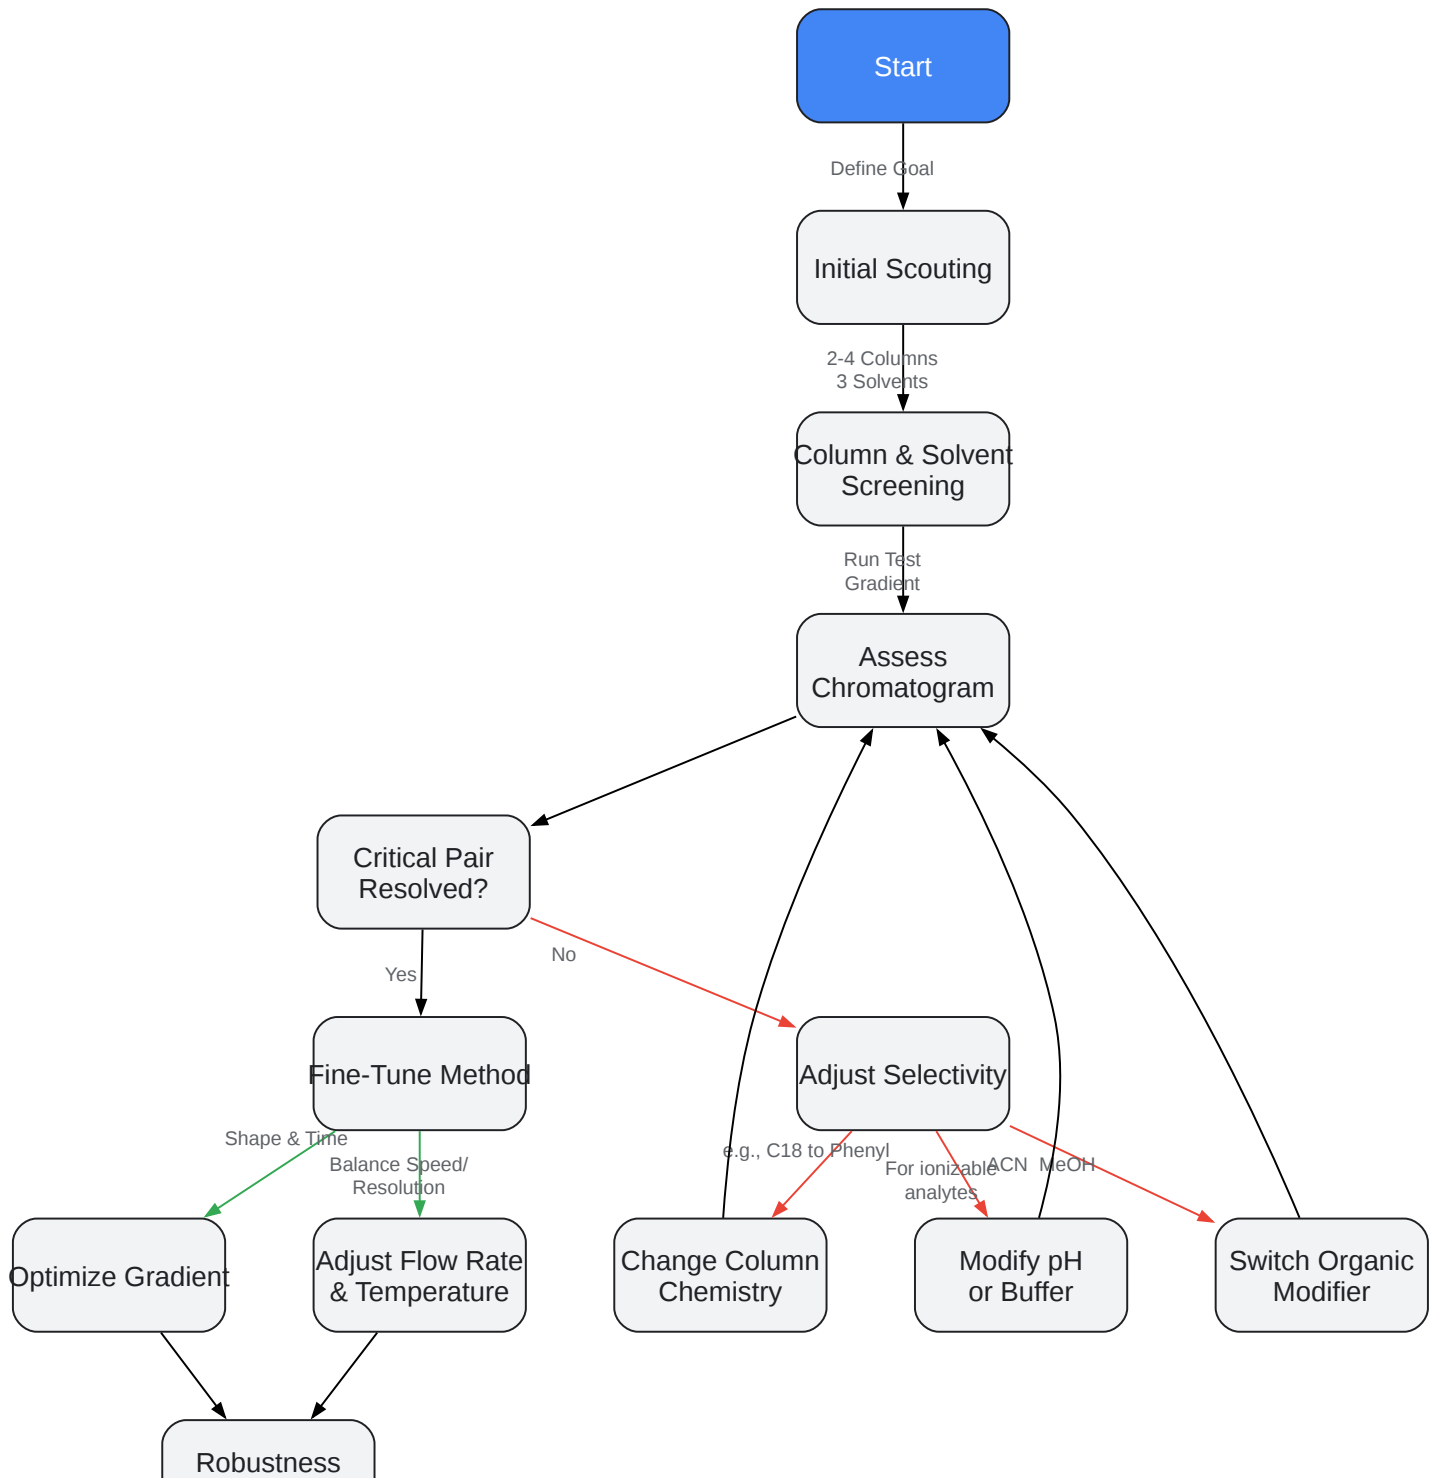 Start
Define Goal
Initial Scouting
2-4 Columns
3 Solvents
Column & Solvent
Screening
Run Test
Gradient
Assess
Chromatogram
Critical Pair
Resolved?
Yes
No
Fine-Tune Method
Adjust Selectivity
Shape & Time
Balance Speed/
Resolution
e.g., C18 to Phenyl
For ionizable
analytes
ACN  MeOH
Optimize Gradient
Adjust Flow Rate
& Temperature
Change Column
Chemistry
Modify pH
or Buffer
Switch Organic
Modifier
Robustness